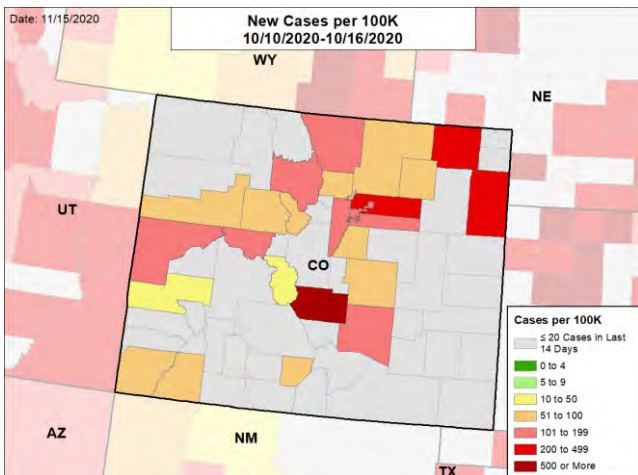 Date: 11/15/2020
New Cases per 100K
10/10/2020-10/16/2020
WY
NE
UT
CO
AZ
NM
TX
Cases per 100K
≤ 20 Cases in Last
14 Days
0 to 4
5 to 9
10 to 50
51 to 100
101 to 199
200 to 499
500 or More